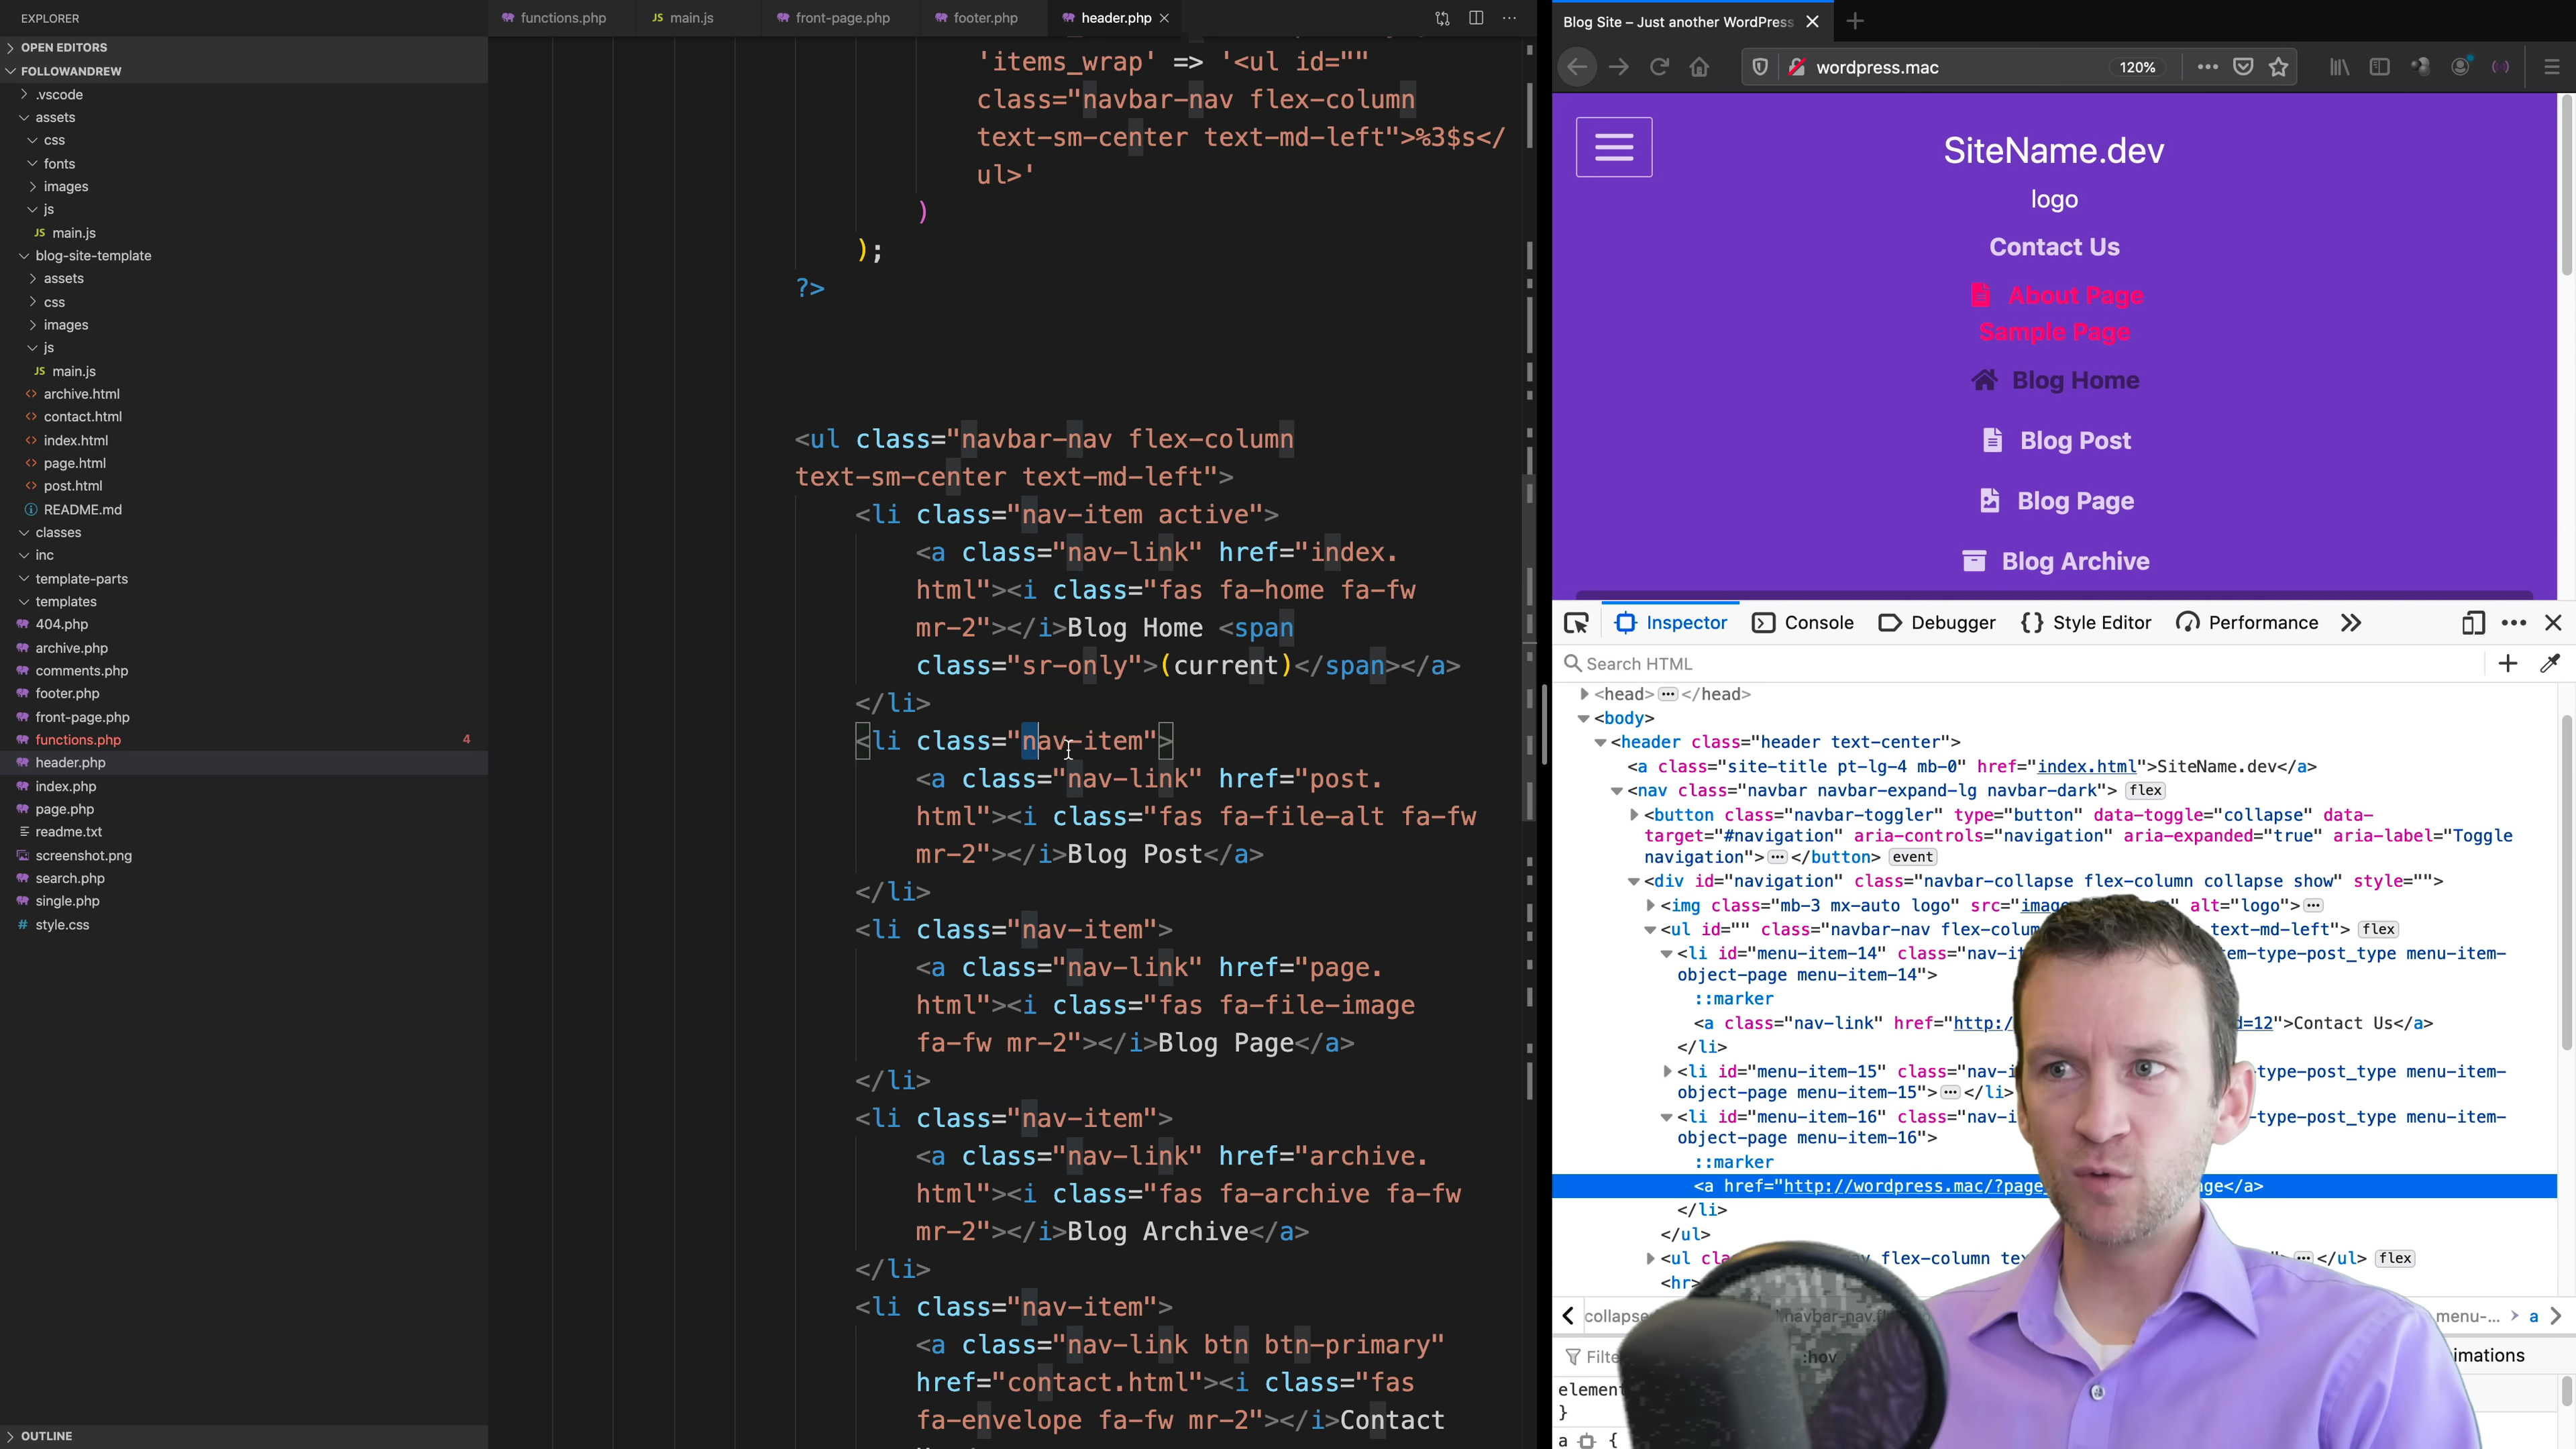 EXPLORER
OPEN EDITORS
FOLLOWANDREW
.vscode
assets
css
fonts
images
js
JS main.js
blog-site-template
assets
css
images
js
JS main.js
<> archive.html
<> contact.html
<> index.html
<> page.html
<> post.html
README.md
classes
inc
template-parts
templates
404.php
archive.php
comments.php
footer.php
front-page.php
functions.php 4
header.php
index.php
page.php
readme.txt
screenshot.png
search.php
single.php
# style.css
OUTLINE
functions.php
JS main.js
front-page.php
footer.php
header.php
'items_wrap' => '<ul id=""
class="navbar-nav flex-column
text-sm-center text-md-left">%3$s</
ul>'
)
);
?>
<ul class="navbar-nav flex-column
text-sm-center text-md-left">
<li class="nav-item active">
<a class="nav-link" href="index.
html"><i class="fas fa-home fa-fw
mr-2"></i>Blog Home <span
class="sr-only">(current)</span></a>
</li>
<li class="nav-item">
<a class="nav-link" href="post.
html"><i class="fas fa-file-alt fa-fw
mr-2"></i>Blog Post</a>
</li>
<li class="nav-item">
<a class="nav-link" href="page.
html"><i class="fas fa-file-image
fa-fw mr-2"></i>Blog Page</a>
</li>
<li class="nav-item">
<a class="nav-link" href="archive.
html"><i class="fas fa-archive fa-fw
mr-2"></i>Blog Archive</a>
</li>
<li class="nav-item">
<a class="nav-link btn btn-primary"
href="contact.html"><i class="fas
fa-envelope fa-fw mr-2"></i>Contact
Blog Site – Just another WordPress
wordpress.mac 120%
SiteName.dev
logo
Contact Us
About Page
Sample Page
Blog Home
Blog Post
Blog Page
Blog Archive
Inspector Console Debugger {} Style Editor Performance
Search HTML
<head> </head>
<body>
<header class="header text-center">
<a class="site-title pt-lg-4 mb-0" href="index.html">SiteName.dev</a>
<nav class="navbar navbar-expand-lg navbar-dark"> flex
<button class="navbar-toggler" type="button" data-toggle="collapse" data-
target="#navigation" aria-controls="navigation" aria-expanded="true" aria-label="Toggle
navigation"> </button> event
<div id="navigation" class="navbar-collapse flex-column collapse show" style="">
<img class="mb-3 mx-auto logo" src=" " alt="logo">
<ul id="" class="navbar-nav text-md-left"> flex
<li id="menu-item-14" class= menu-item-
object-page menu-item-14">
::marker
<a class="nav-link" href="http:/ d=12">Contact Us</a>
</li>
<li id="menu-item-15" class= type-post_type menu-item-
object-page menu-item-15"> </li>
<li id="menu-item-16" class= -type-post_type menu-item-
object-page menu-item-16">
::marker
<a href="http://wordpress.mac/?page ge</a>
</li>
</ul>
<ul flex-column </ul> flex
<hr>
menu-... > a
:hov
element
}
a {